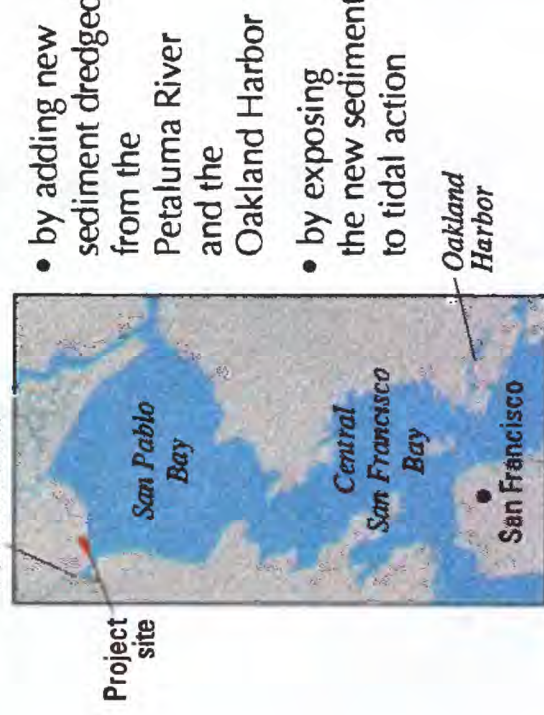 • by adding new
sediment dredged
from the
Petaluma River
and the
Oakland Harbor
• by exposing
the new sediment
to tidal action
Project
site
San Pablo
Bay
Central
San Francisco
Bay
San Francisco
Oakland
Harbor